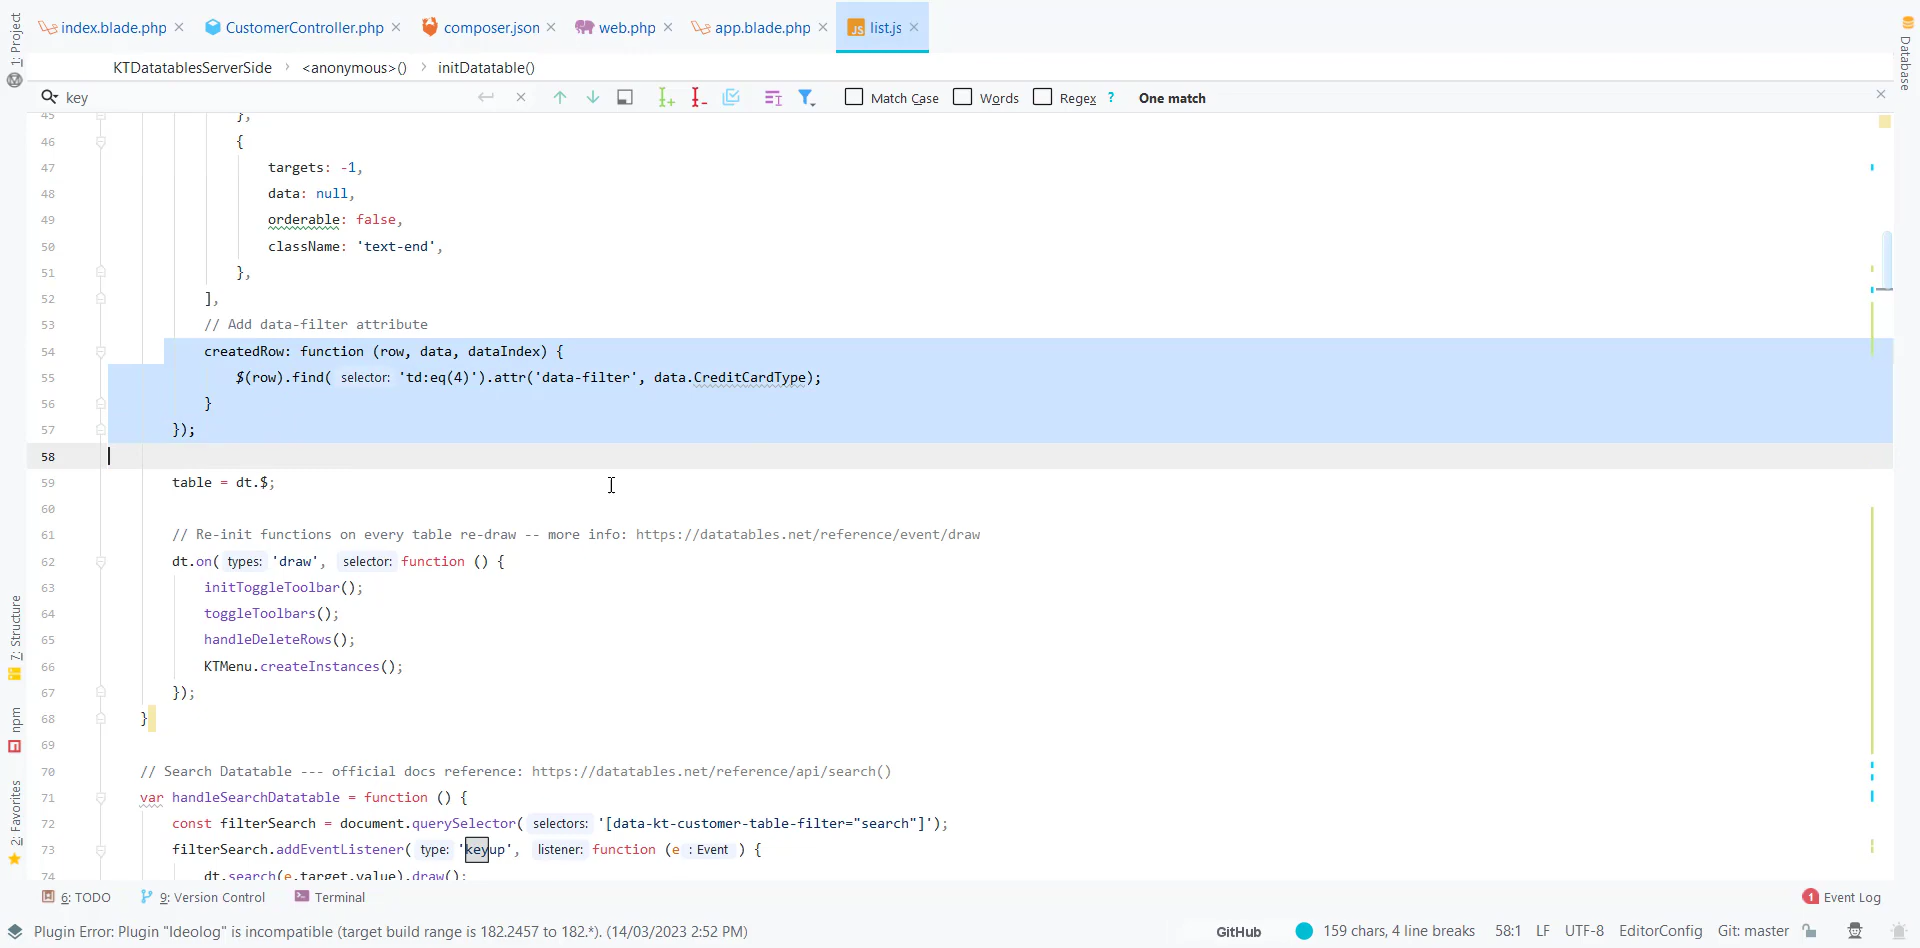 1: Project
index.blade.php
CustomerController.php
composer.json
web.php
app.blade.php
list.js
Database
KTDatatablesServerSide > <anonymous>() > initDatatable()
key
Match Case Words Regex ? One match
45 },
46 {
47 targets: -1,
48 data: null,
49 orderable: false,
50 className: 'text-end',
51 },
52 ],
53 // Add data-filter attribute
54 createdRow: function (row, data, dataIndex) {
55 $(row).find( selector: 'td:eq(4)').attr('data-filter', data.CreditCardType);
56 }
57 });
58
59 table = dt.$;
60
61 // Re-init functions on every table re-draw -- more info: https://datatables.net/reference/event/draw
62 dt.on( types: 'draw', selector: function () {
63 initToggleToolbar();
64 toggleToolbars();
65 handleDeleteRows();
66 KTMenu.createInstances();
67 });
68 }
69
70 // Search Datatable --- official docs reference: https://datatables.net/reference/api/search()
71 var handleSearchDatatable = function () {
72 const filterSearch = document.querySelector( selectors: '[data-kt-customer-table-filter="search"]');
73 filterSearch.addEventListener( type: 'keyup', listener: function (e : Event ) {
74 dt.search(e.target.value).draw();
7: Structure
npm
2: Favorites
6: TODO
9: Version Control
Terminal
1 Event Log
Plugin Error: Plugin "Ideolog" is incompatible (target build range is 182.2457 to 182.*). (14/03/2023 2:52 PM)
GitHub
159 chars, 4 line breaks
58:1
LF
UTF-8
EditorConfig
Git: master